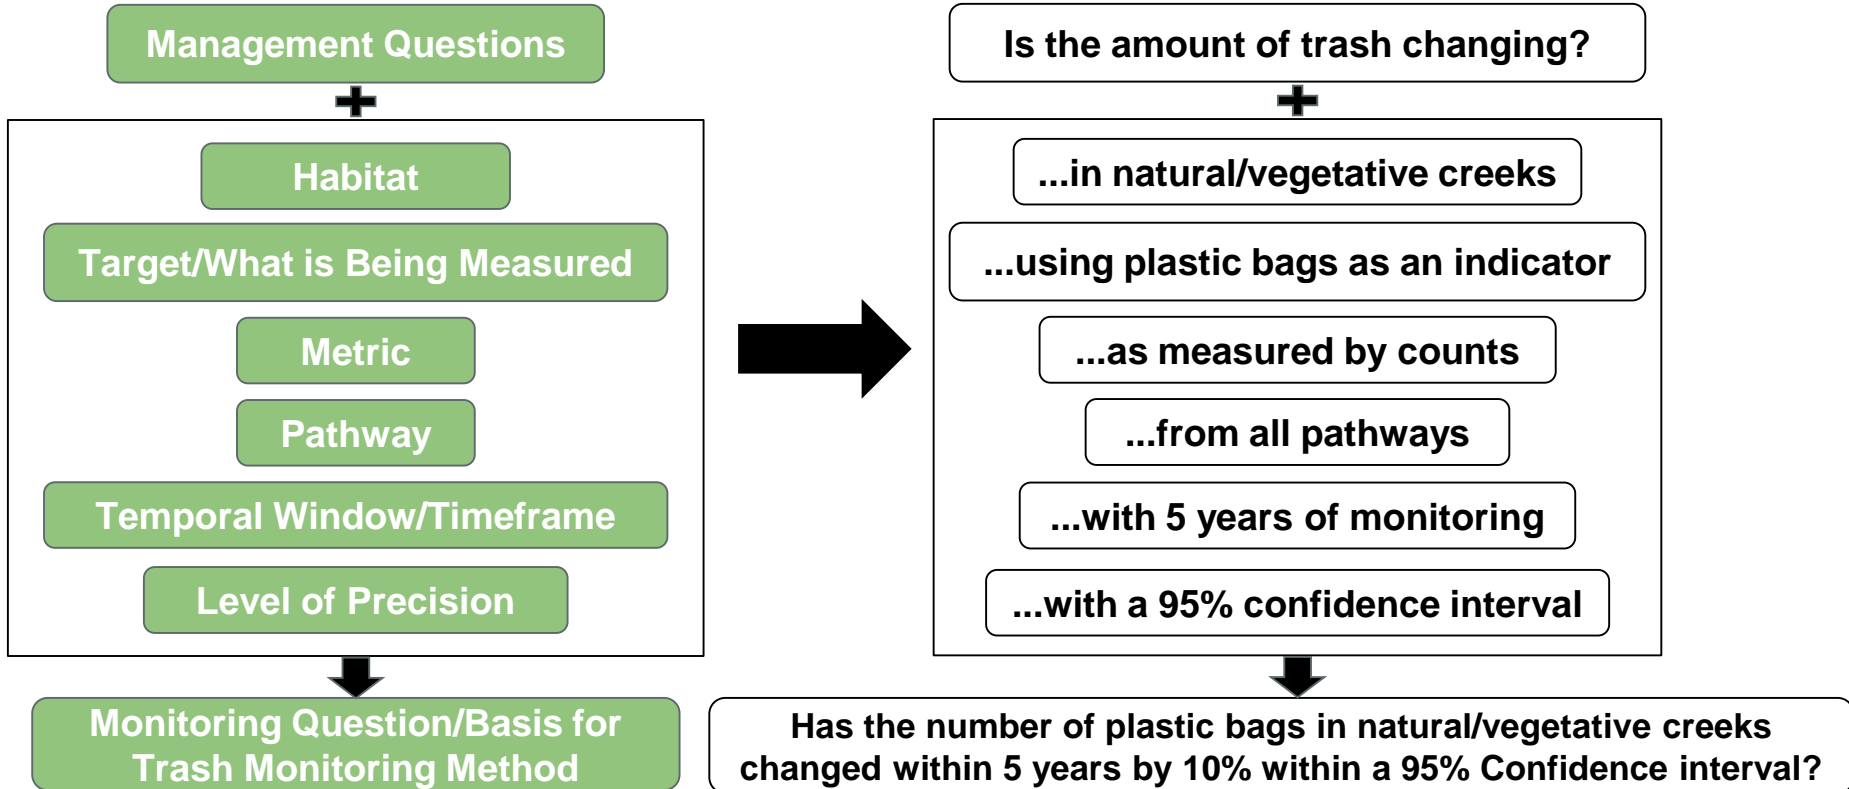 Management Questions
Habitat
Target/What is Being Measured
Metric
Pathway
Temporal Window/Timeframe
Level of Precision
Monitoring Question/Basis for
Trash Monitoring Method
Is the amount of trash changing?
...in natural/vegetative creeks
...using plastic bags as an indicator
...as measured by counts
...from all pathways
...with 5 years of monitoring
...with a 95% confidence interval
Has the number of plastic bags in natural/vegetative creeks
changed within 5 years by 10% within a 95% Confidence interval?